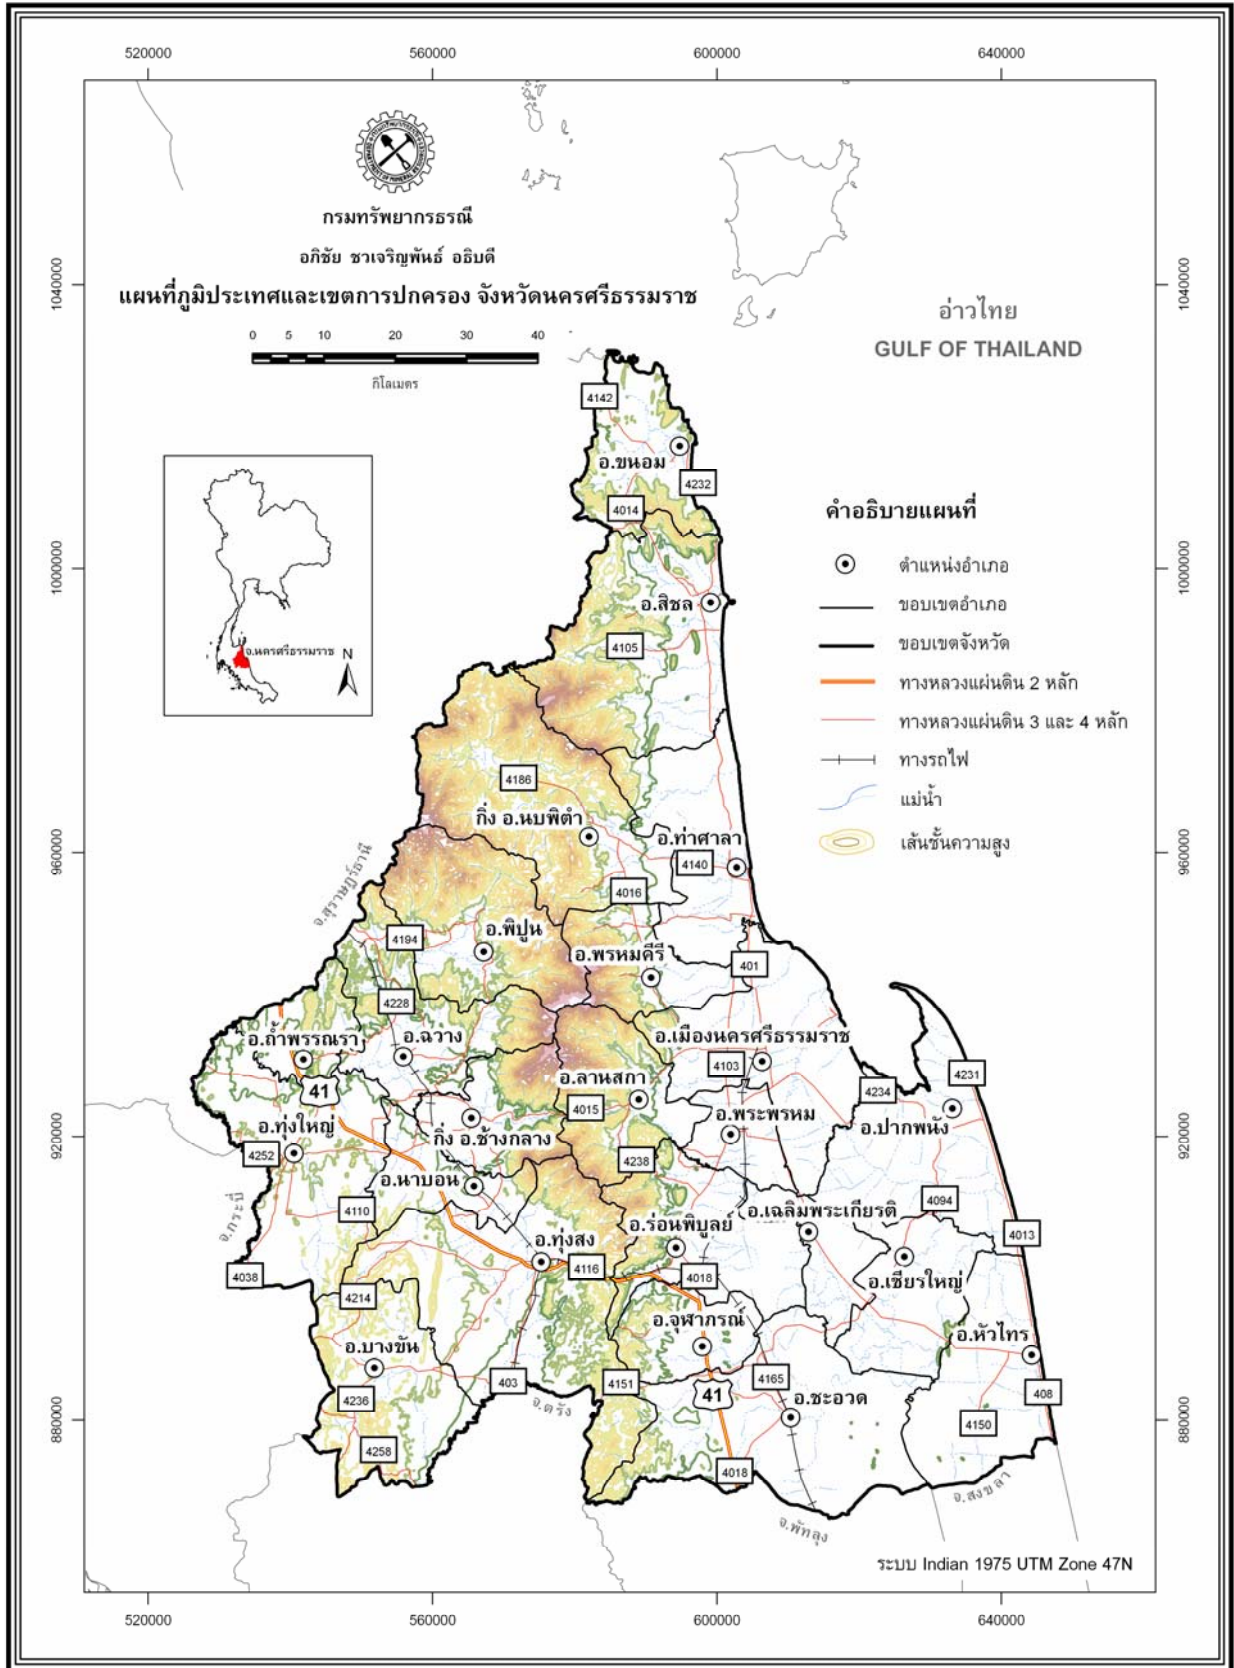 520000 560000 600000 640000
DEPARTMENT OF MINERAL RESOURCES
กรมทรัพยากรธรณี
อภิชัย ชวเจริญพันธ์ อธิบดี
แผนที่ภูมิประเทศและเขตการปกครอง จังหวัดนครศรีธรรมราช
0 5 10 20 30 40
กิโลเมตร
อ่าวไทย
GULF OF THAILAND
1040000
1040000
4142
อ.ขนอม
4232
4014
จ.นครศรีธรรมราช
N
คำอธิบายแผนที่
ตำแหน่งอำเภอ
ขอบเขตอำเภอ
ขอบเขตจังหวัด
ทางหลวงแผ่นดิน 2 หลัก
ทางหลวงแผ่นดิน 3 และ 4 หลัก
ทางรถไฟ
แม่น้ำ
เส้นชั้นความสูง
1000000
1000000
อ.สิชล
4105
4186
กิ่ง อ.นบพิตำ
อ.ท่าศาลา
4140
4016
960000
960000
จ.สุราษฎร์ธานี
4194
อ.พิปูน
อ.พรหมคีรี
401
4228
อ.ถ้ำพรรณรา
อ.ฉวาง
อ.เมืองนครศรีธรรมราช
4103
4231
4234
41
อ.ลานสกา
4015
อ.พระพรหม
อ.ปากพนัง
อ.ทุ่งใหญ่
กิ่ง อ.ช้างกลาง
920000
920000
4252
4238
อ.นาบอน
4094
จ.กระบี่
4110
อ.ร่อนพิบูลย์
อ.เฉลิมพระเกียรติ
4013
อ.ทุ่งสง
4038
4116
4018
อ.เชียรใหญ่
4214
อ.จุฬาภรณ์
อ.หัวไทร
อ.บางขัน
403
4151
4165
41
408
4236
จ.ตรัง
อ.ชะอวด
4150
880000
880000
4258
4018
จ.สงขลา
จ.พัทลุง
ระบบ Indian 1975 UTM Zone 47N
520000 560000 600000 640000